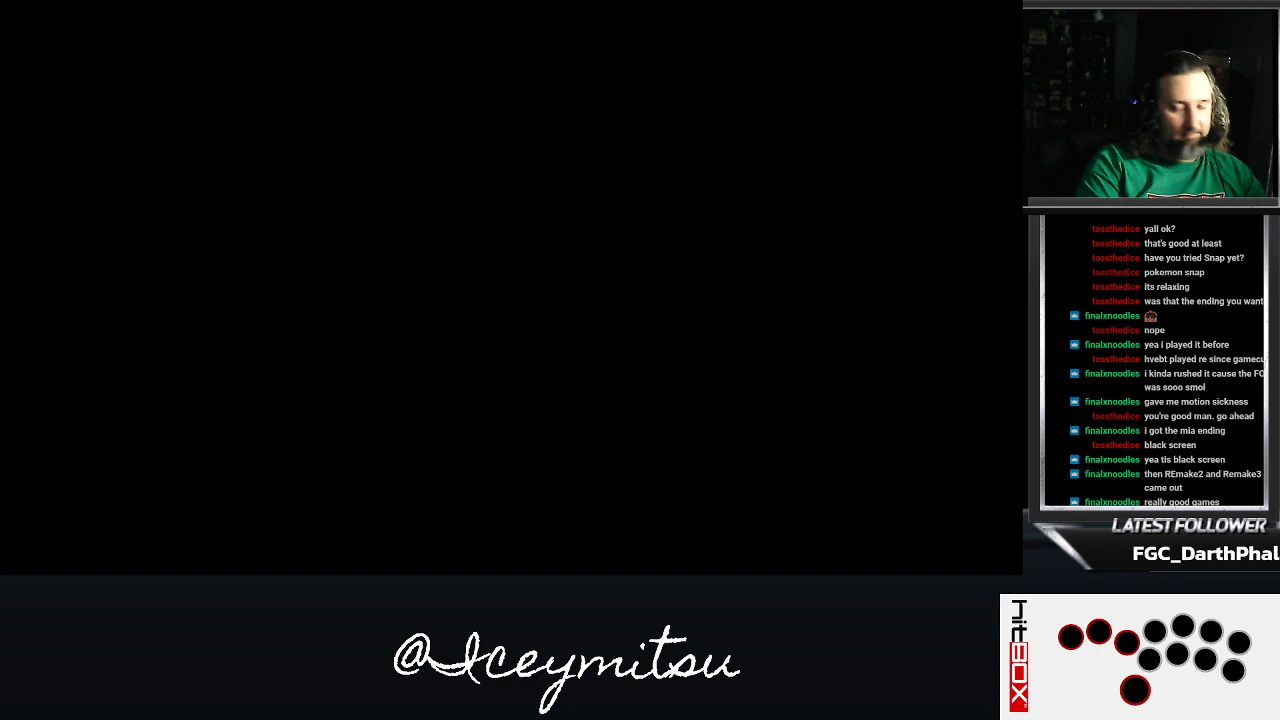 tossthedice yall ok?
tossthedice that's good at least
tossthedice have you tried Snap yet?
tossthedice pokemon snap
tossthedice its relaxing
tossthedice was that the ending you want
finalxnoodles
tossthedice nope
finalxnoodles yea i played it before
tossthedice hvebt played re since gamecu
finalxnoodles i kinda rushed it cause the FO
was sooo smol
finalxnoodles gave me motion sickness
tossthedice you're good man. go ahead
finalxnoodles i got the mia ending
tossthedice black screen
finalxnoodles yea tis black screen
finalxnoodles then REmake2 and Remake3
came out
finalxnoodles really good games
LATEST FOLLOWER
FGC_DarthPhal
@Iceymitsu
hitBOX